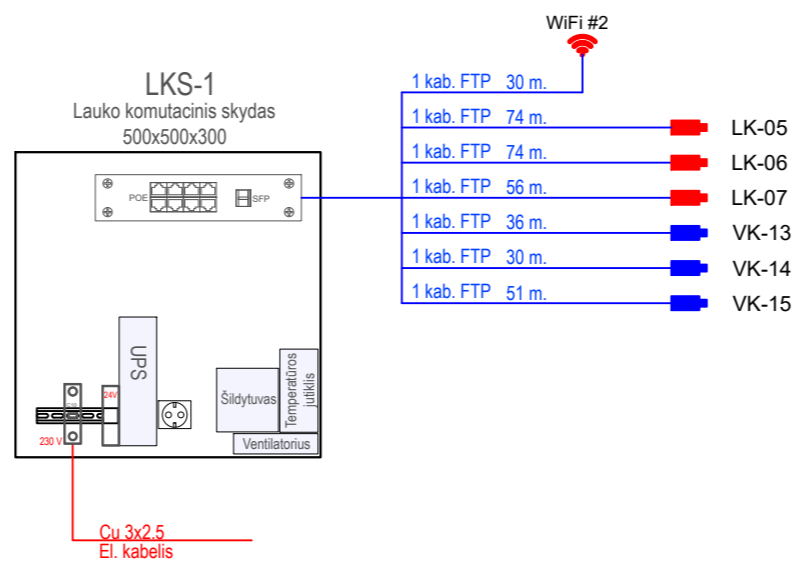 WiFi #2
LKS-1
Lauko komutacinis skydas
500x500x300
1 kab. FTP 30 m.
1 kab. FTP 74 m. LK-05
1 kab. FTP 74 m. LK-06
1 kab. FTP 56 m. LK-07
1 kab. FTP 36 m. VK-13
1 kab. FTP 30 m. VK-14
1 kab. FTP 51 m. VK-15
POE
SFP
UPS
24V
230 V
Šildytuvas
Temperatūros
jutiklis
Ventilatorius
Cu 3x2.5
El. kabelis